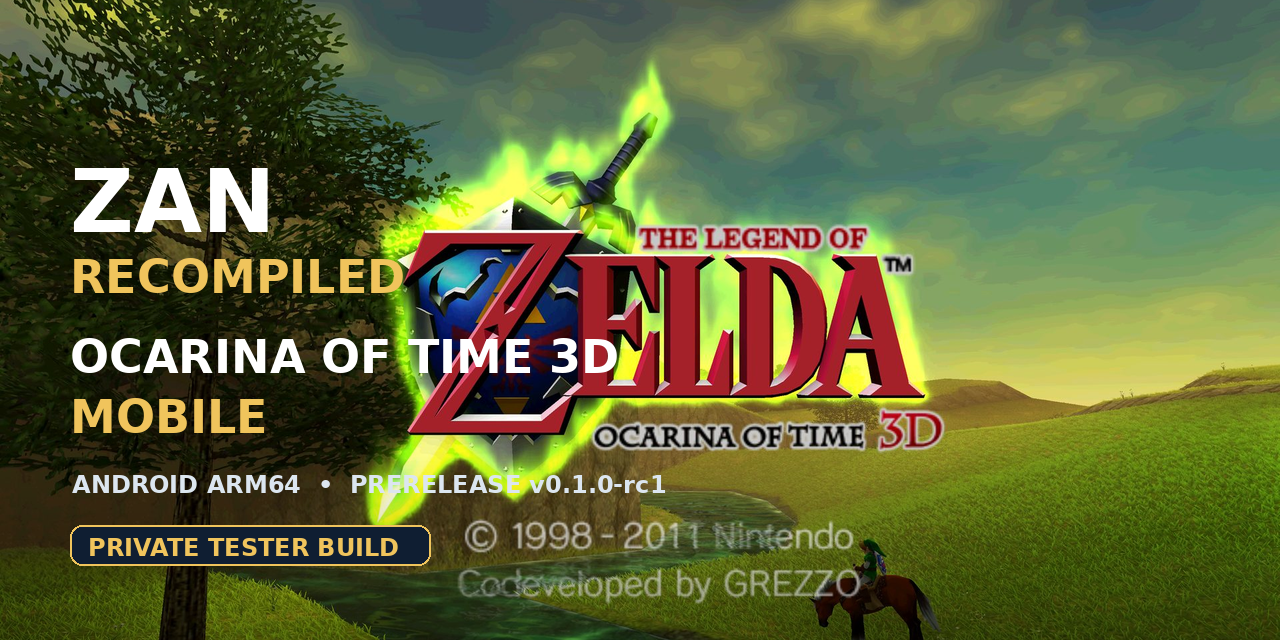 ZAN
RECOMPILED
THE LEGEND OF
ZELDA™
OCARINA OF TIME 3D
OCARINA OF TIME 3D
MOBILE
ANDROID ARM64 • PRERELEASE v0.1.0-rc1
PRIVATE TESTER BUILD
© 1998 - 2011 Nintendo
Codeveloped by GREZZO